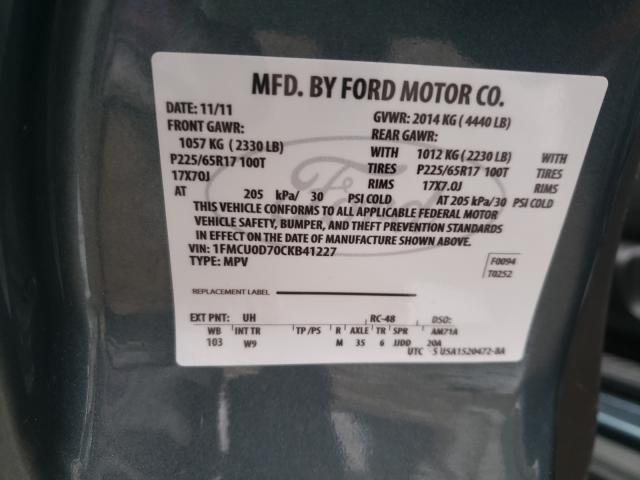 MFD. BY FORD MOTOR CO.
DATE: 11/11 GVWR: 2014 KG ( 4440 LB)
FRONT GAWR: REAR GAWR:
1057 KG ( 2330 LB) WITH 1012 KG ( 2230 LB) WITH
P225/65R17 100T TIRES P225/65R17 100T TIRES
17X7.0J RIMS 17X7.0J RIMS
AT 205 kPa/ 30 PSI COLD AT 205 kPa/30 PSI COLD
THIS VEHICLE CONFORMS TO ALL APPLICABLE FEDERAL MOTOR
VEHICLE SAFETY, BUMPER, AND THEFT PREVENTION STANDARDS
IN EFFECT ON THE DATE OF MANUFACTURE SHOWN ABOVE.
VIN: 1FMCU0D70CKB41227
TYPE: MPV
F0094
T0252
REPLACEMENT LABEL
EXT PNT: UH RC-48 DSO:
WB INT TR TP/PS R AXLE TR SPR AM71A
103 W9 M 35 6 JJDD 20A
UTC 5 USA1520472-8A
Ford